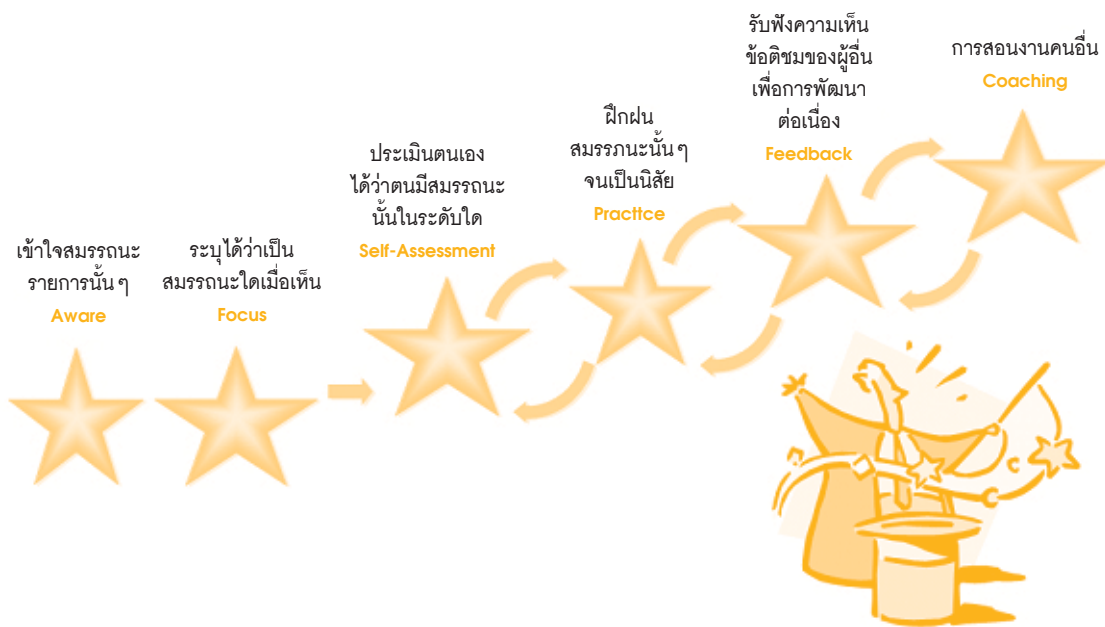 เข้าใจสมรรถนะ
รายการนั้น ๆ
Aware
ระบุได้ว่าเป็น
สมรรถนะใดเมื่อเห็น
Focus
ประเมินตนเอง
ได้ว่าตนมีสมรรถนะ
นั้นในระดับใด
Self-Assessment
ฝึกฝน
สมรรภนะนั้น ๆ
จนเป็นนิสัย
Practtce
รับฟังความเห็น
ข้อติชมของผู้อื่น
เพื่อการพัฒนา
ต่อเนื่อง
Feedback
การสอนงานคนอื่น
Coaching